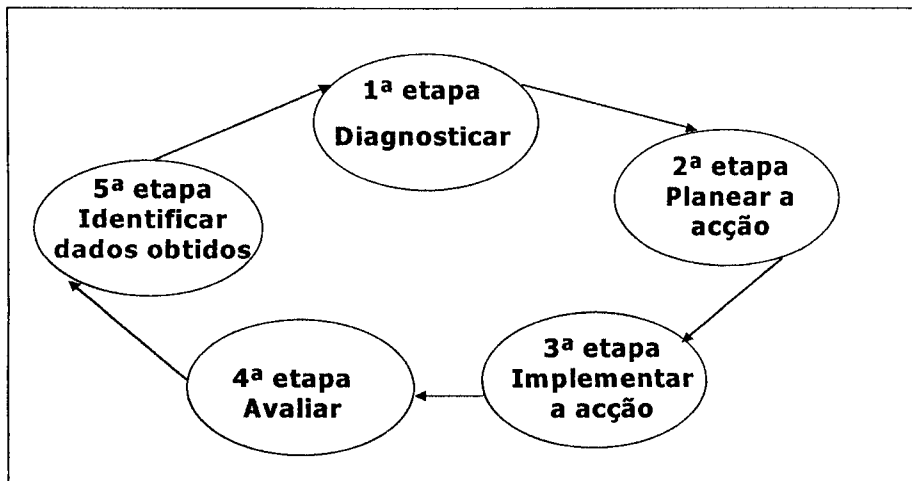 1ª etapa
Diagnosticar
2ª etapa
Planear a
acção
3ª etapa
Implementar
a acção
4ª etapa
Avaliar
5ª etapa
Identificar
dados obtidos